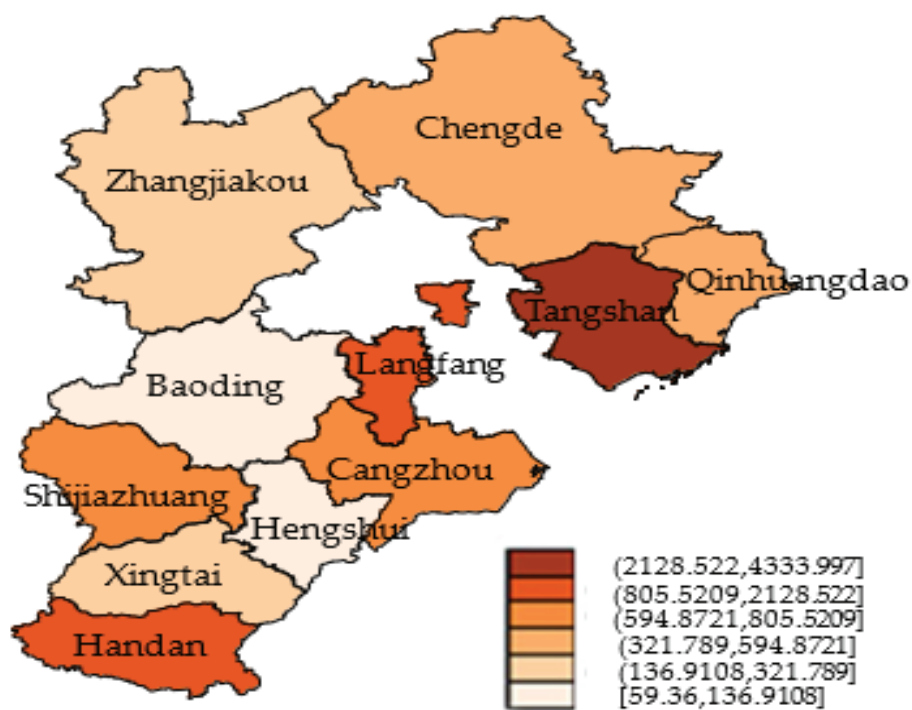 Chengde
Zhangjiakou
Qinhuangdao
Tangshan
Langfang
Baoding
Cangzhou
Shijiazhuang
Hengshui
Xingtai
Handan
(2128.522,4333.997]
(805.5209,2128.522]
(594.8721,805.5209]
(321.789,594.8721]
(136.9108,321.789]
[59.36,136.9108]